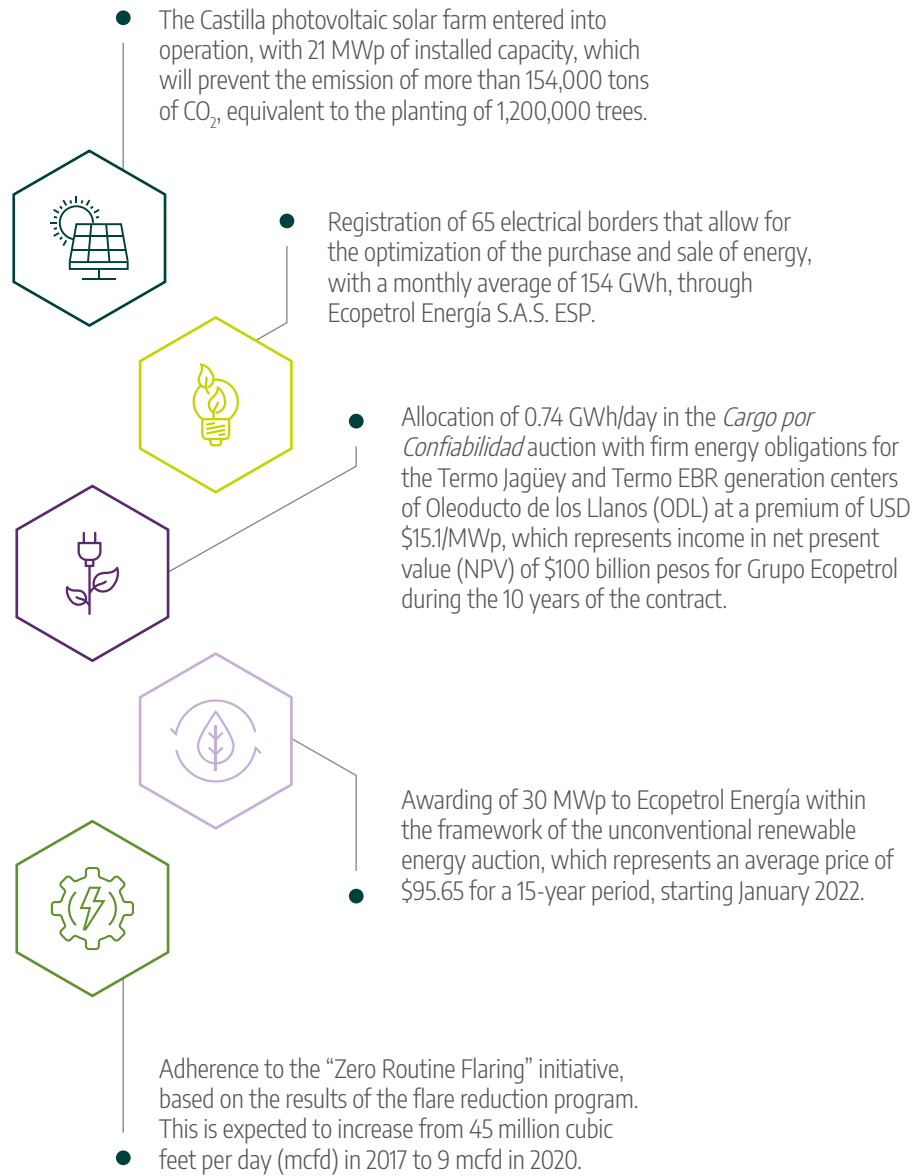 The Castilla photovoltaic solar farm entered into
operation, with 21 MWp of installed capacity, which
will prevent the emission of more than 154,000 tons
of CO₂, equivalent to the planting of 1,200,000 trees.
Registration of 65 electrical borders that allow for
the optimization of the purchase and sale of energy,
with a monthly average of 154 GWh, through
Ecopetrol Energía S.A.S. ESP.
Allocation of 0.74 GWh/day in the Cargo por
Confiabilidad auction with firm energy obligations for
the Termo Jagüey and Termo EBR generation centers
of Oleoducto de los Llanos (ODL) at a premium of USD
$15.1/MWp, which represents income in net present
value (NPV) of $100 billion pesos for Grupo Ecopetrol
during the 10 years of the contract.
Awarding of 30 MWp to Ecopetrol Energía within
the framework of the unconventional renewable
energy auction, which represents an average price of
$95.65 for a 15-year period, starting January 2022.
Adherence to the “Zero Routine Flaring” initiative,
based on the results of the flare reduction program.
This is expected to increase from 45 million cubic
feet per day (mcfd) in 2017 to 9 mcfd in 2020.